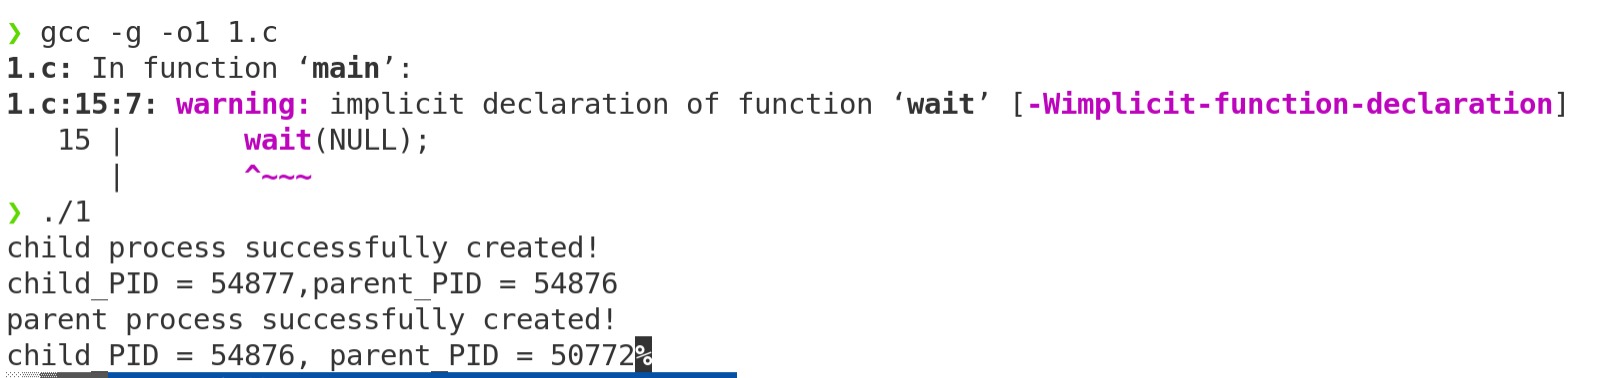 ❯ gcc -g -o1 1.c
1.c: In function ‘main’:
1.c:15:7: warning: implicit declaration of function ‘wait’ [-Wimplicit-function-declaration]
   15 |       wait(NULL);
      |       ^~~~
❯ ./1
child process successfully created!
child_PID = 54877,parent_PID = 54876
parent process successfully created!
child_PID = 54876, parent_PID = 50772%